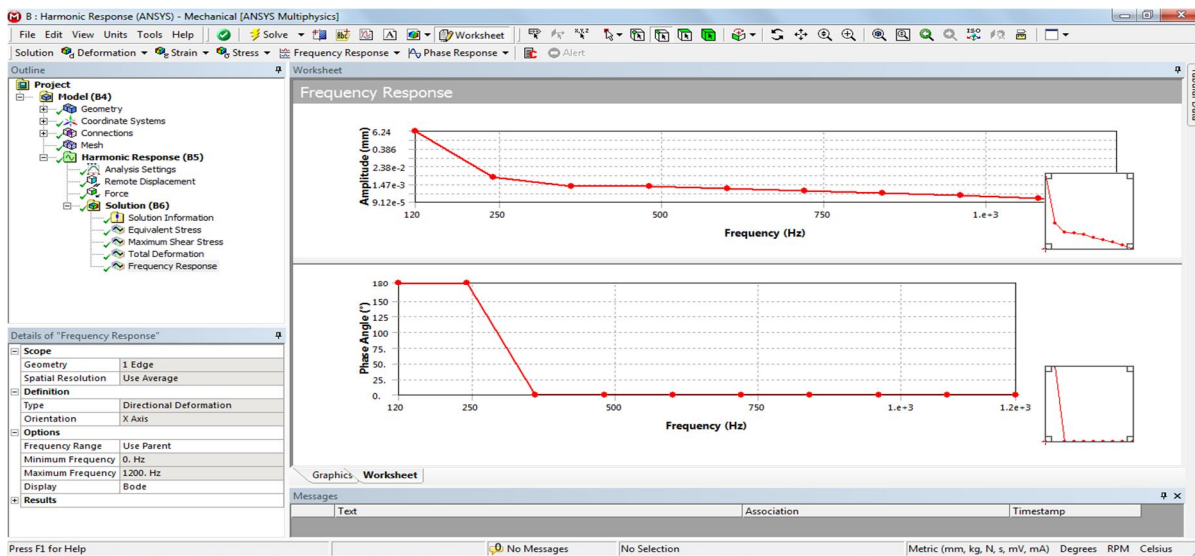 B : Harmonic Response (ANSYS) - Mechanical [ANSYS Multiphysics]
File Edit View Units Tools Help Solve Worksheet
Solution Deformation Strain Stress Frequency Response Phase Response Alert
Outline
Project
Model (B4)
Geometry
Coordinate Systems
Connections
Mesh
Harmonic Response (B5)
Analysis Settings
Remote Displacement
Force
Solution (B6)
Solution Information
Equivalent Stress
Maximum Shear Stress
Total Deformation
Frequency Response
Details of "Frequency Response"
Scope
Geometry 1 Edge
Spatial Resolution Use Average
Definition
Type Directional Deformation
Orientation X Axis
Options
Frequency Range Use Parent
Minimum Frequency 0. Hz
Maximum Frequency 1200. Hz
Display Bode
Results
Worksheet
Frequency Response
Amplitude (mm)
6.24
0.386
2.38e-2
1.47e-3
9.12e-5
120 250 500 750 1.e+3
Frequency (Hz)
Phase Angle (°)
180
150
125
100
75.
50.
25.
0.
120 250 500 750 1.e+3 1.2e+3
Frequency (Hz)
Graphics Worksheet
Messages
Text Association Timestamp
Press F1 for Help No Messages No Selection Metric (mm, kg, N, s, mV, mA) Degrees RPM Celsius